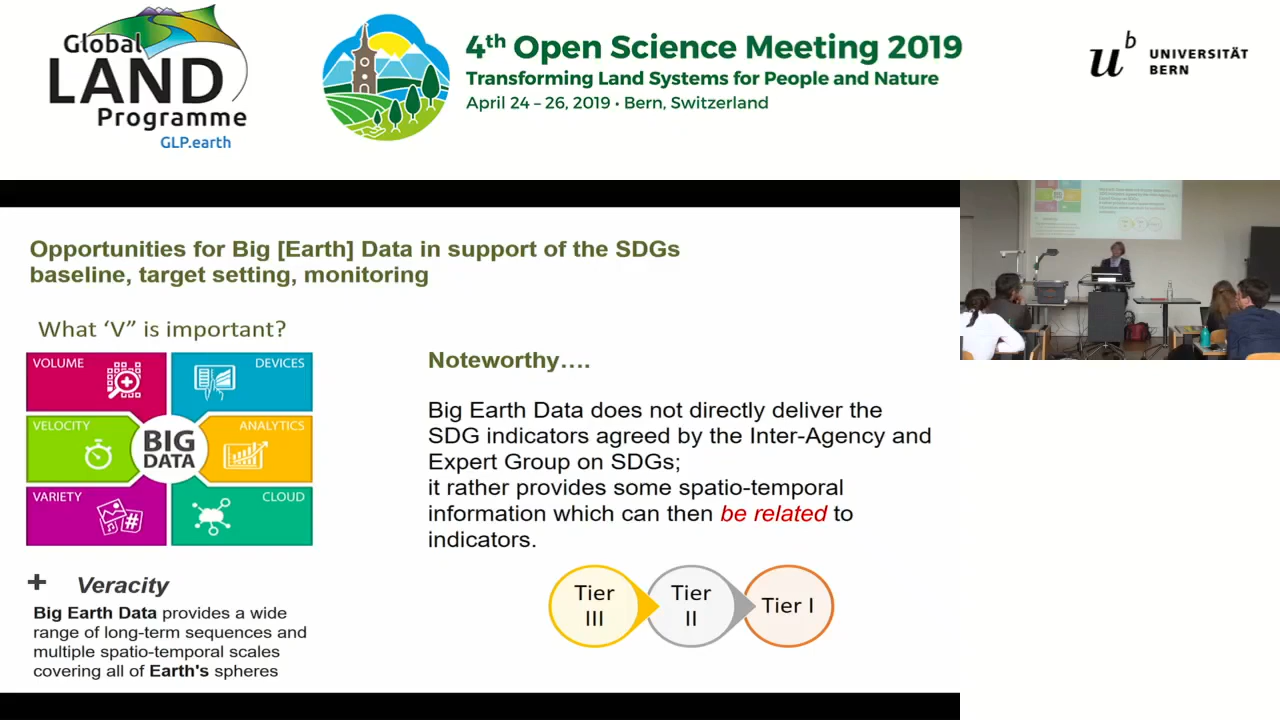 Global
LAND
Programme
GLP.earth
4th Open Science Meeting 2019
Transforming Land Systems for People and Nature
April 24 – 26, 2019 • Bern, Switzerland
u b
UNIVERSITÄT
BERN
Opportunities for Big [Earth] Data in support of the SDGs
baseline, target setting, monitoring
What ‘V” is important?
VOLUME
DEVICES
VELOCITY
ANALYTICS
BIG
DATA
VARIETY
CLOUD
#
+ Veracity
Big Earth Data provides a wide
range of long-term sequences and
multiple spatio-temporal scales
covering all of Earth's spheres
Noteworthy….
Big Earth Data does not directly deliver the
SDG indicators agreed by the Inter-Agency and
Expert Group on SDGs;
it rather provides some spatio-temporal
information which can then be related to
indicators.
Tier
III
Tier
II
Tier I